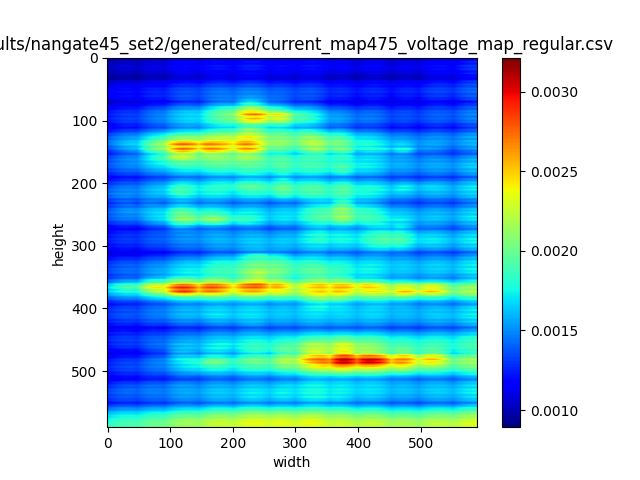 ults/nangate45_set2/generated/current_map475_voltage_map_regular.csv
0
100
200
300
400
500
height
0 100 200 300 400 500
width
0.0030
0.0025
0.0020
0.0015
0.0010